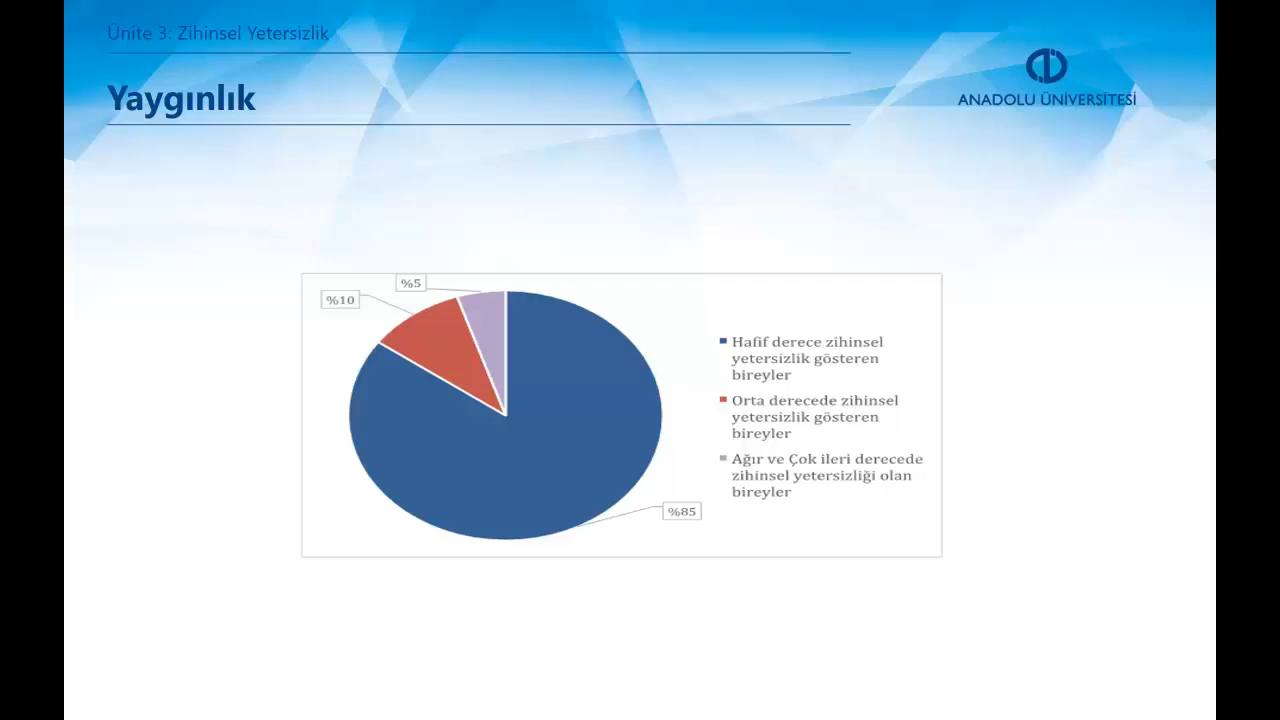 Ünite 3: Zihinsel Yetersizlik
Yaygınlık
ANADOLU ÜNİVERSİTESİ
%5
%10
%85
Hafif derece zihinsel
yetersizlik gösteren
bireyler
Orta derecede zihinsel
yetersizlik gösteren
bireyler
Ağır ve Çok ileri derecede
zihinsel yetersizliği olan
bireyler